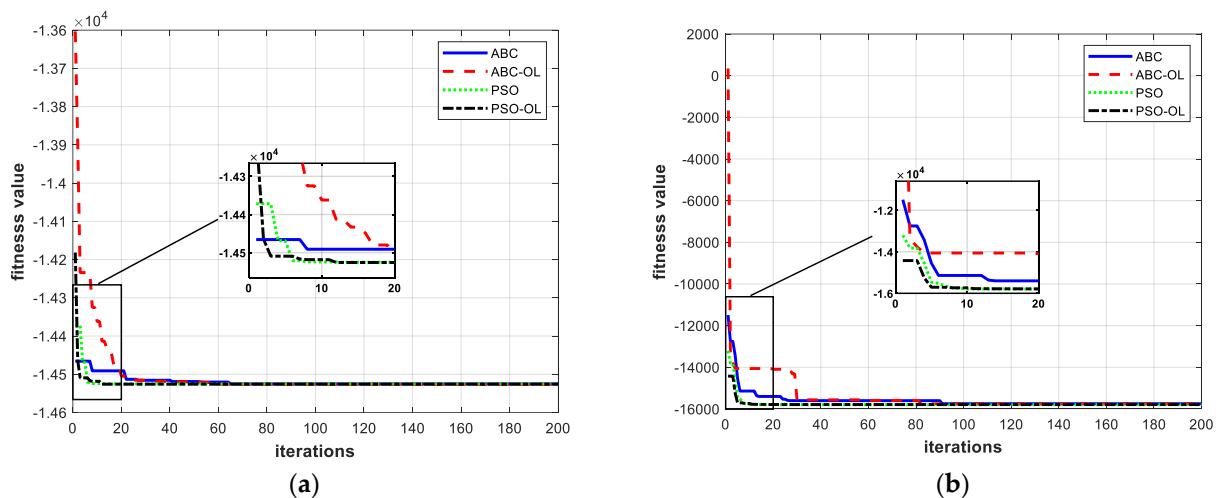 ×10⁴
-1.36
-1.37
-1.38
-1.39
-1.4
-1.41
-1.42
-1.43
-1.44
-1.45
-1.46
fitnesss value
0 20 40 60 80 100 120 140 160 180 200
iterations
ABC
ABC-OL
PSO
PSO-OL
×10⁴
-1.43
-1.44
-1.45
0 10 20
(a)
2000
0
-2000
-4000
-6000
-8000
-10000
-12000
-14000
-16000
fitnesss value
0 20 40 60 80 100 120 140 160 180 200
iterations
ABC
ABC-OL
PSO
PSO-OL
×10⁴
-1.2
-1.4
-1.6
0 10 20
(b)